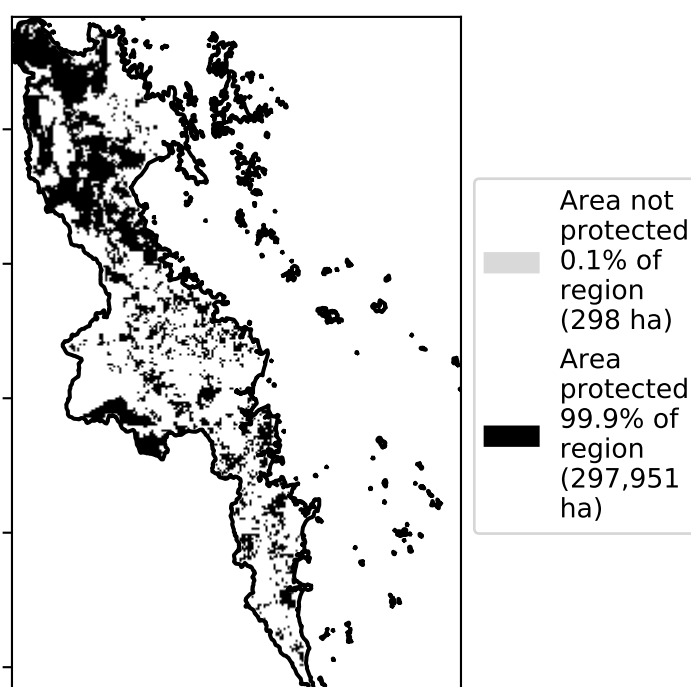 Area not
protected
0.1% of
region
(298 ha)
Area
protected
99.9% of
region
(297,951
ha)